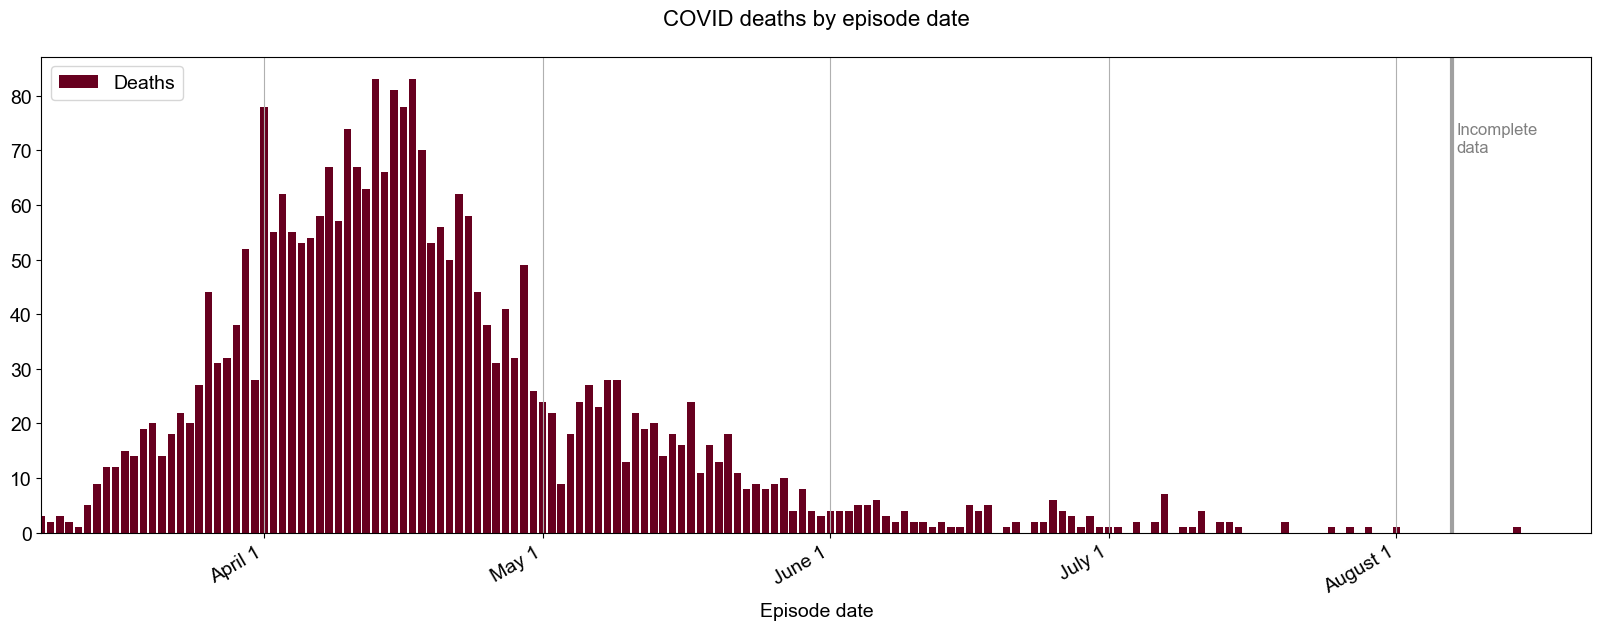 COVID deaths by episode date
Deaths
80
70
60
50
40
30
20
10
0
Incomplete
data
April 1
May 1
June 1
July 1
August 1
Episode date